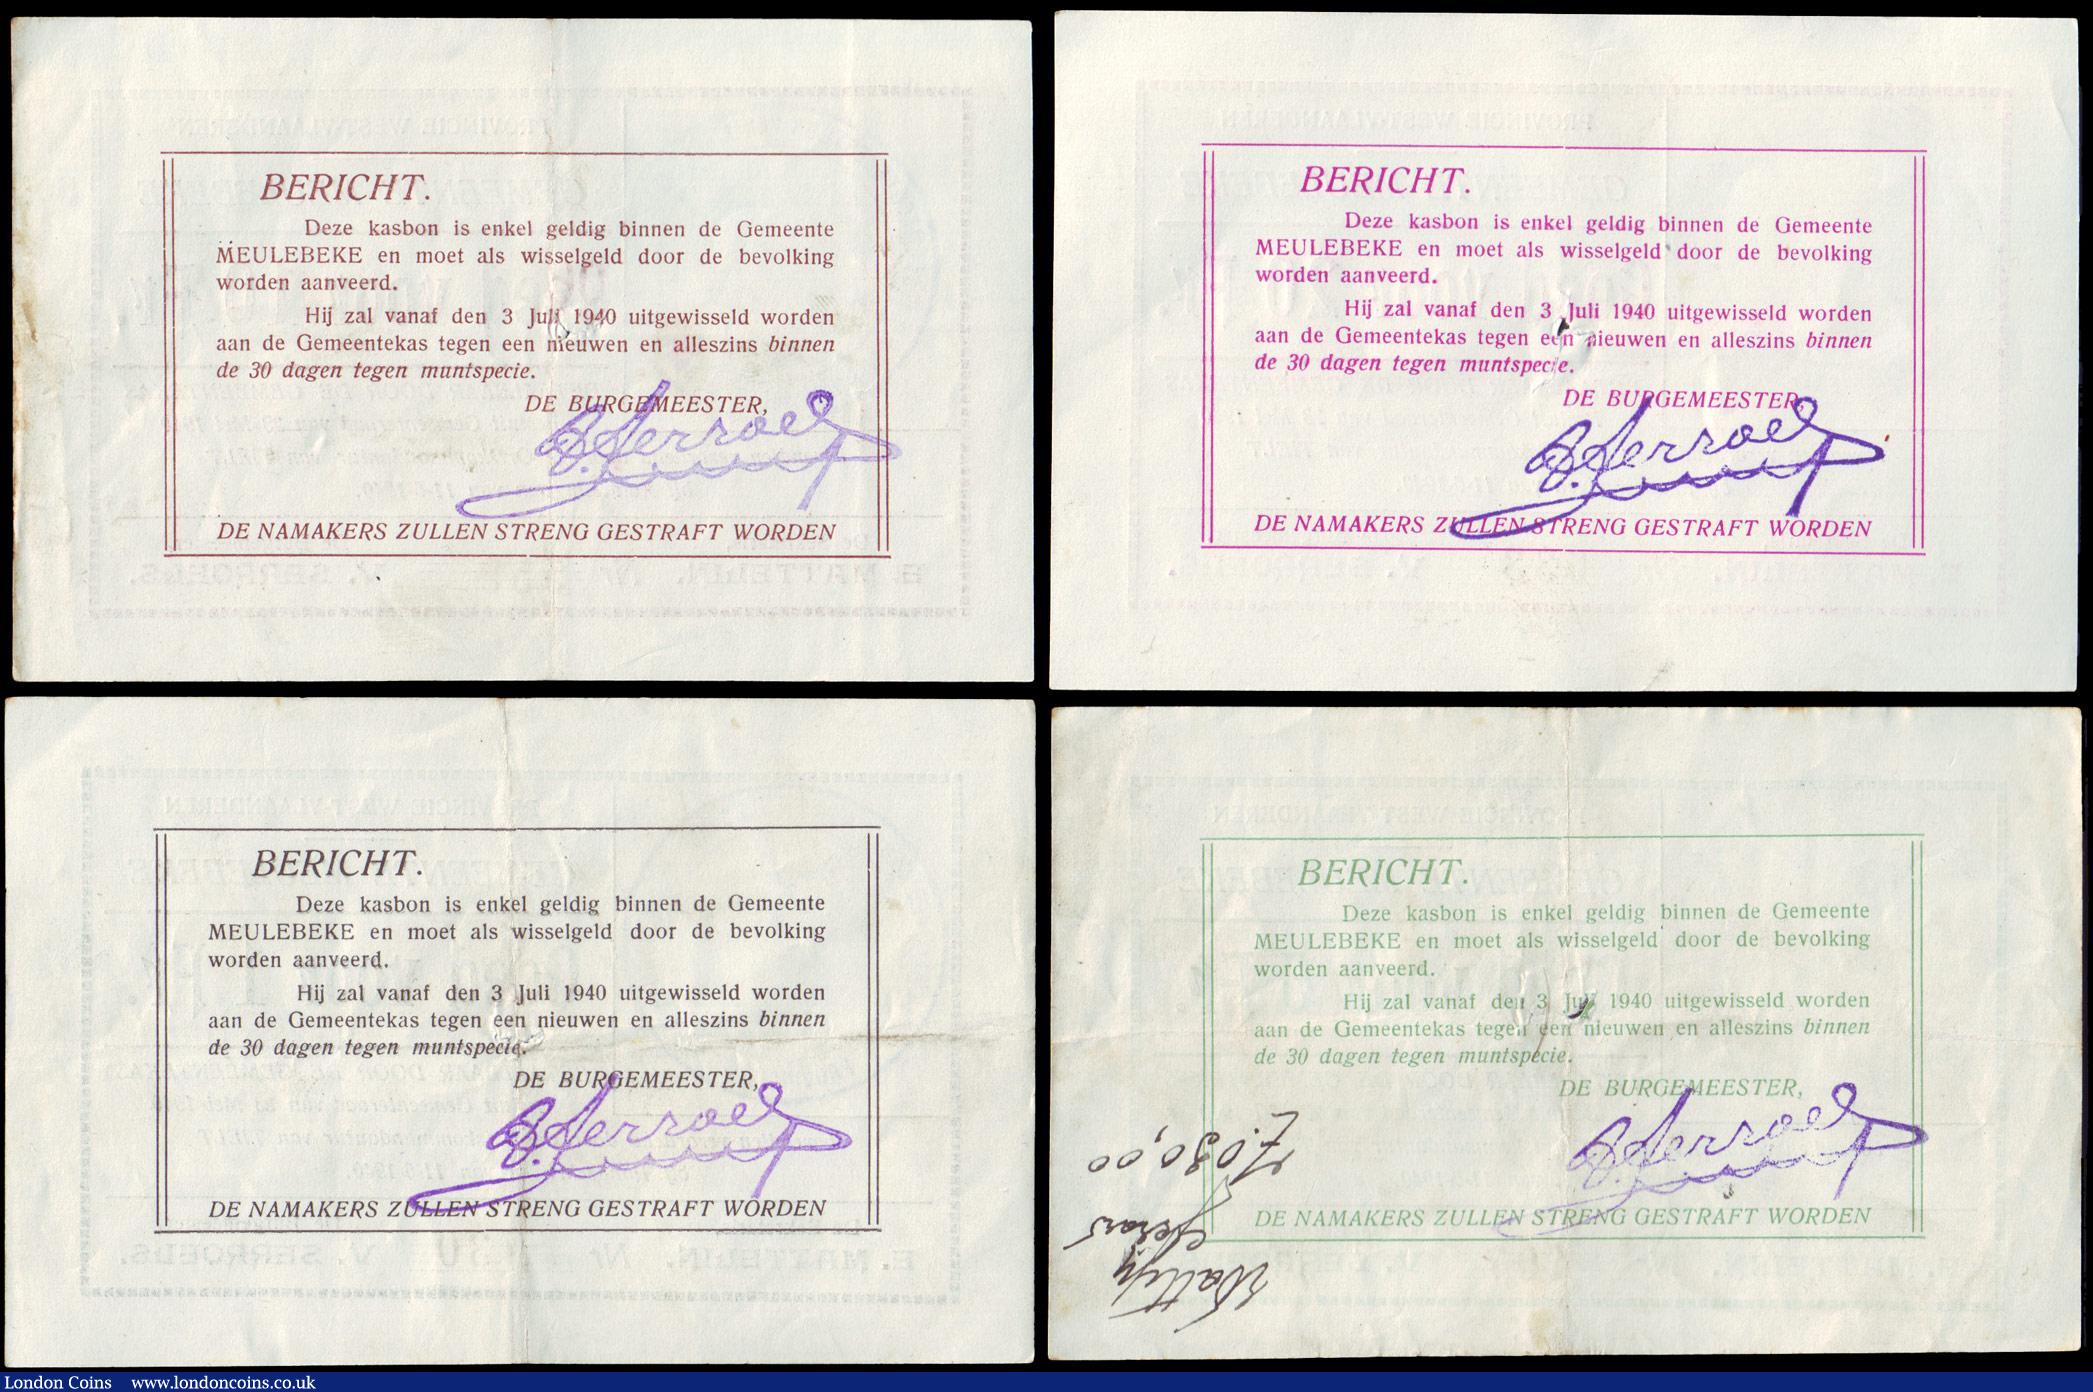 BERICHT.
Deze kasbon is enkel geldig binnen de Gemeente
MEULEBEKE en moet als wisselgeld door de bevolking
worden aanveerd.
Hij zal vanaf den 3 Juli 1940 uitgewisseld worden
aan de Gemeentekas tegen een nieuwen en alleszins binnen
de 30 dagen tegen muntspecie.
DE BURGEMEESTER,
DE NAMAKERS ZULLEN STRENG GESTRAFT WORDEN
BERICHT.
Deze kasbon is enkel geldig binnen de Gemeente
MEULEBEKE en moet als wisselgeld door de bevolking
worden aanveerd.
Hij zal vanaf den 3 Juli 1940 uitgewisseld worden
aan de Gemeentekas tegen een nieuwen en alleszins binnen
de 30 dagen tegen muntspecie.
DE BURGEMEESTER,
DE NAMAKERS ZULLEN STRENG GESTRAFT WORDEN
BERICHT.
Deze kasbon is enkel geldig binnen de Gemeente
MEULEBEKE en moet als wisselgeld door de bevolking
worden aanveerd.
Hij zal vanaf den 3 Juli 1940 uitgewisseld worden
aan de Gemeentekas tegen een nieuwen en alleszins binnen
de 30 dagen tegen muntspecie.
DE BURGEMEESTER,
DE NAMAKERS ZULLEN STRENG GESTRAFT WORDEN
BERICHT.
Deze kasbon is enkel geldig binnen de Gemeente
MEULEBEKE en moet als wisselgeld door de bevolking
worden aanveerd.
Hij zal vanaf den 3 Juli 1940 uitgewisseld worden
aan de Gemeentekas tegen een nieuwen en alleszins binnen
de 30 dagen tegen muntspecie.
DE BURGEMEESTER,
DE NAMAKERS ZULLEN STRENG GESTRAFT WORDEN
London Coins www.londoncoins.co.uk